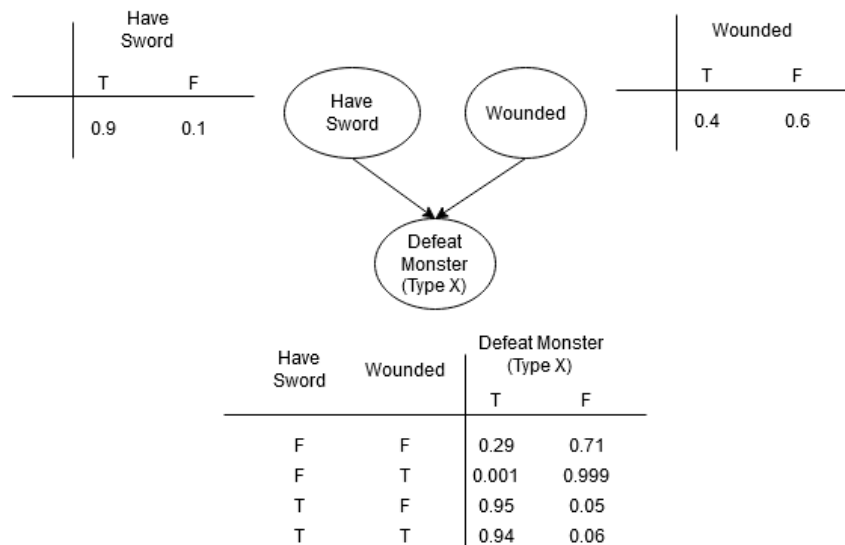 Have
Sword
T F
0.9 0.1
Have
Sword
Wounded
Wounded
T F
0.4 0.6
Defeat
Monster
(Type X)
Have
Sword
Wounded
Defeat Monster
(Type X)
T F
F F 0.29 0.71
F T 0.001 0.999
T F 0.95 0.05
T T 0.94 0.06